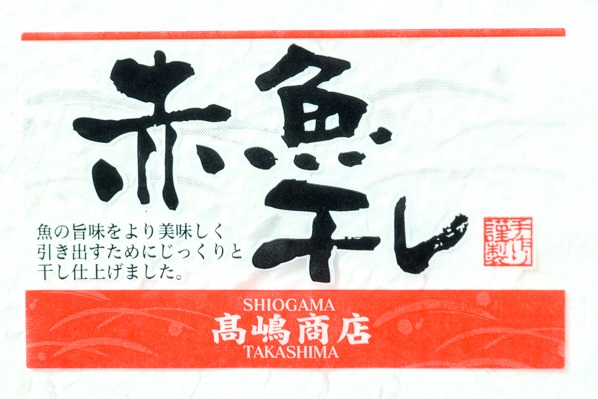 赤魚
干し
魚の旨味をより美味しく
引き出すためにじっくりと
干し仕上げました。
手作
謹製
SHIOGAMA
髙嶋商店
TAKASHIMA